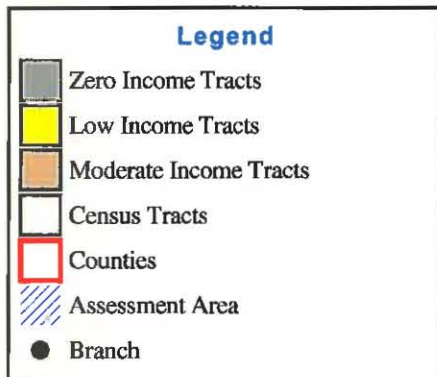 Legend
Zero Income Tracts
Low Income Tracts
Moderate Income Tracts
Census Tracts
Counties
Assessment Area
Branch